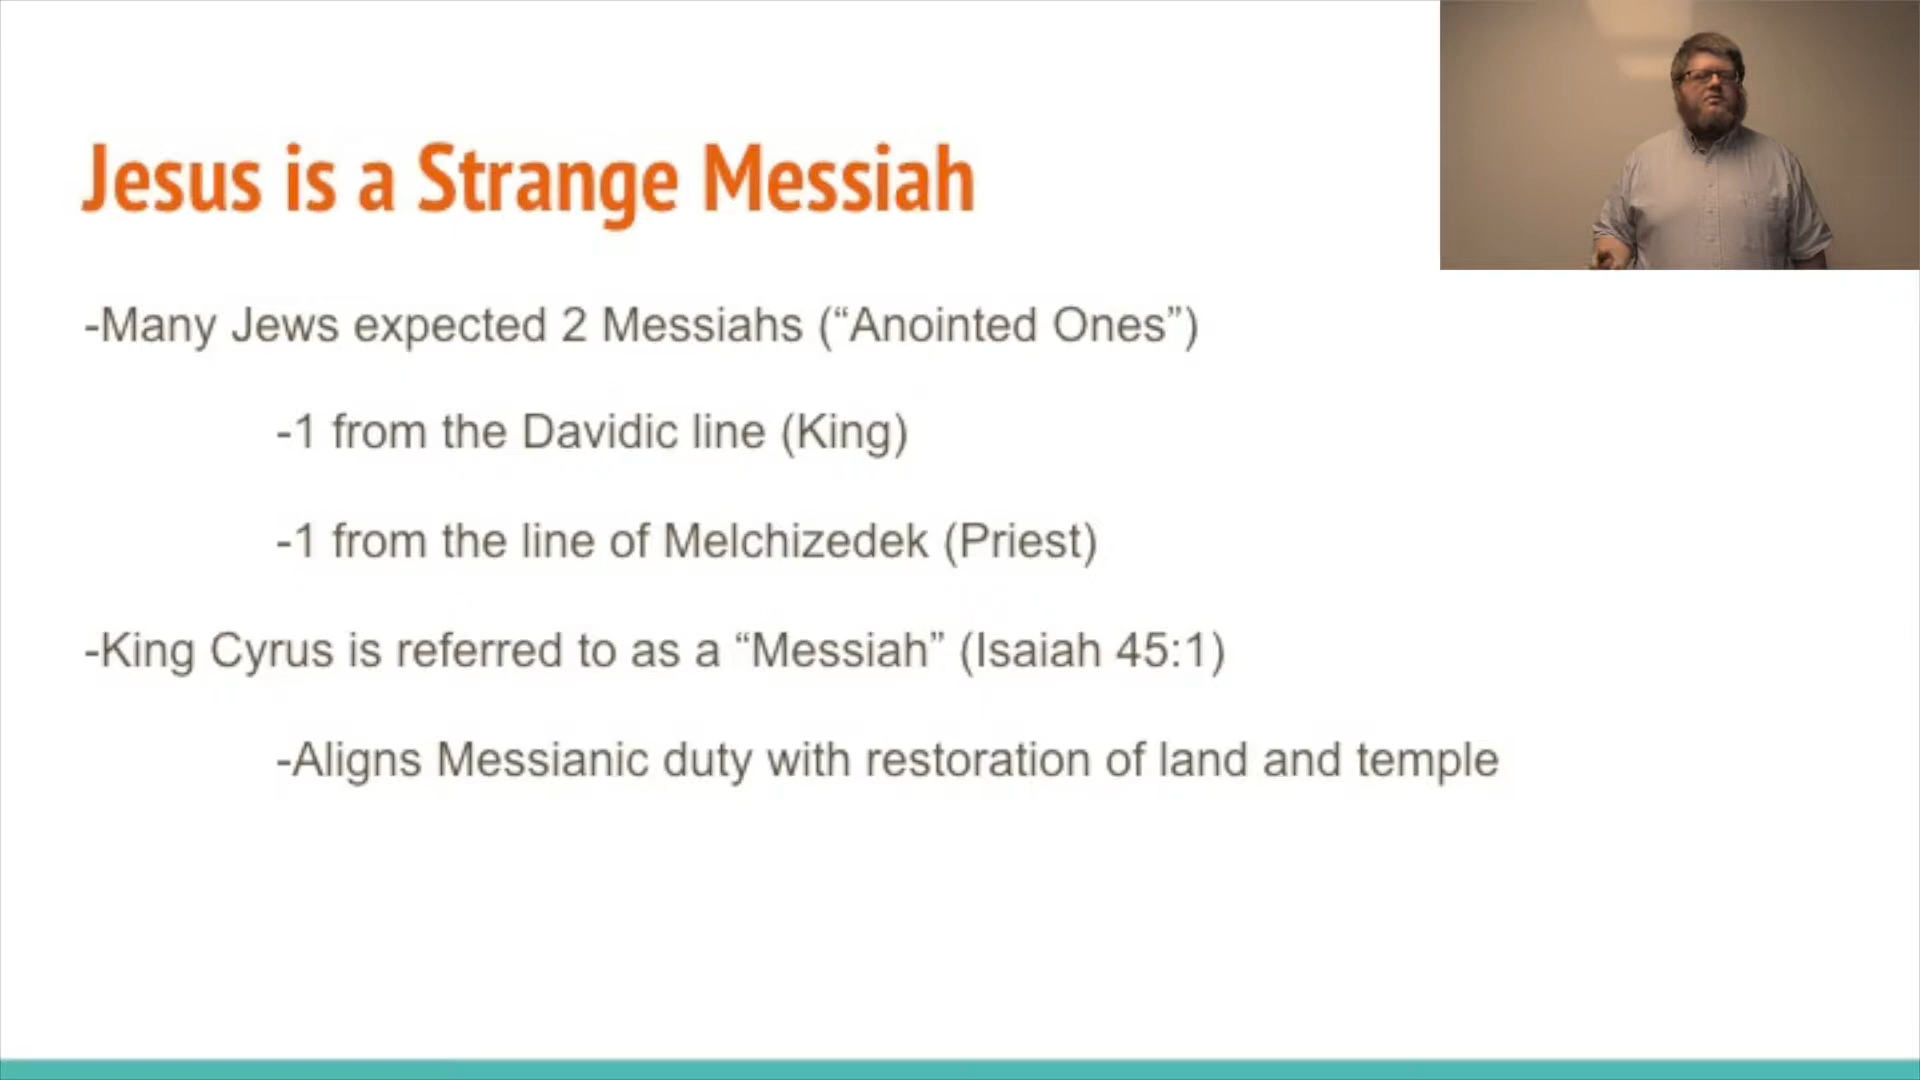 Jesus is a Strange Messiah
-Many Jews expected 2 Messiahs (“Anointed Ones”)
-1 from the Davidic line (King)
-1 from the line of Melchizedek (Priest)
-King Cyrus is referred to as a “Messiah” (Isaiah 45:1)
-Aligns Messianic duty with restoration of land and temple